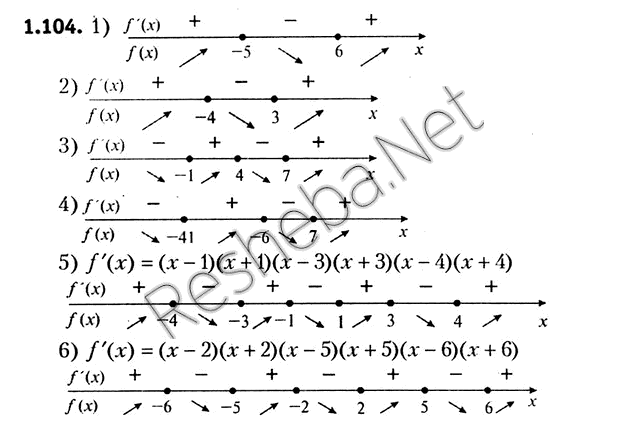 1.104. 1) f′(x) + − +
f(x) ↗ −5 ↘ 6 ↗ x
2) f′(x) + − +
f(x) ↗ −4 ↘ 3 ↗ x
3) f′(x) − + − +
f(x) ↘ −1 ↗ 4 ↘ 7 ↗ x
4) f′(x) − + − +
f(x) ↘ −41 ↗ −6 ↘ 7 ↗ x
5) f′(x) = (x − 1)(x + 1)(x − 3)(x + 3)(x − 4)(x + 4)
f′(x) + − + − + − +
f(x) ↗ −4 ↘ −3 ↗ −1 ↘ 1 ↗ 3 ↘ 4 ↗ x
6) f′(x) = (x − 2)(x + 2)(x − 5)(x + 5)(x − 6)(x + 6)
f′(x) + − + − + − +
f(x) ↗ −6 ↘ −5 ↗ −2 ↘ 2 ↗ 5 ↘ 6 ↗ x
Resheba.Net